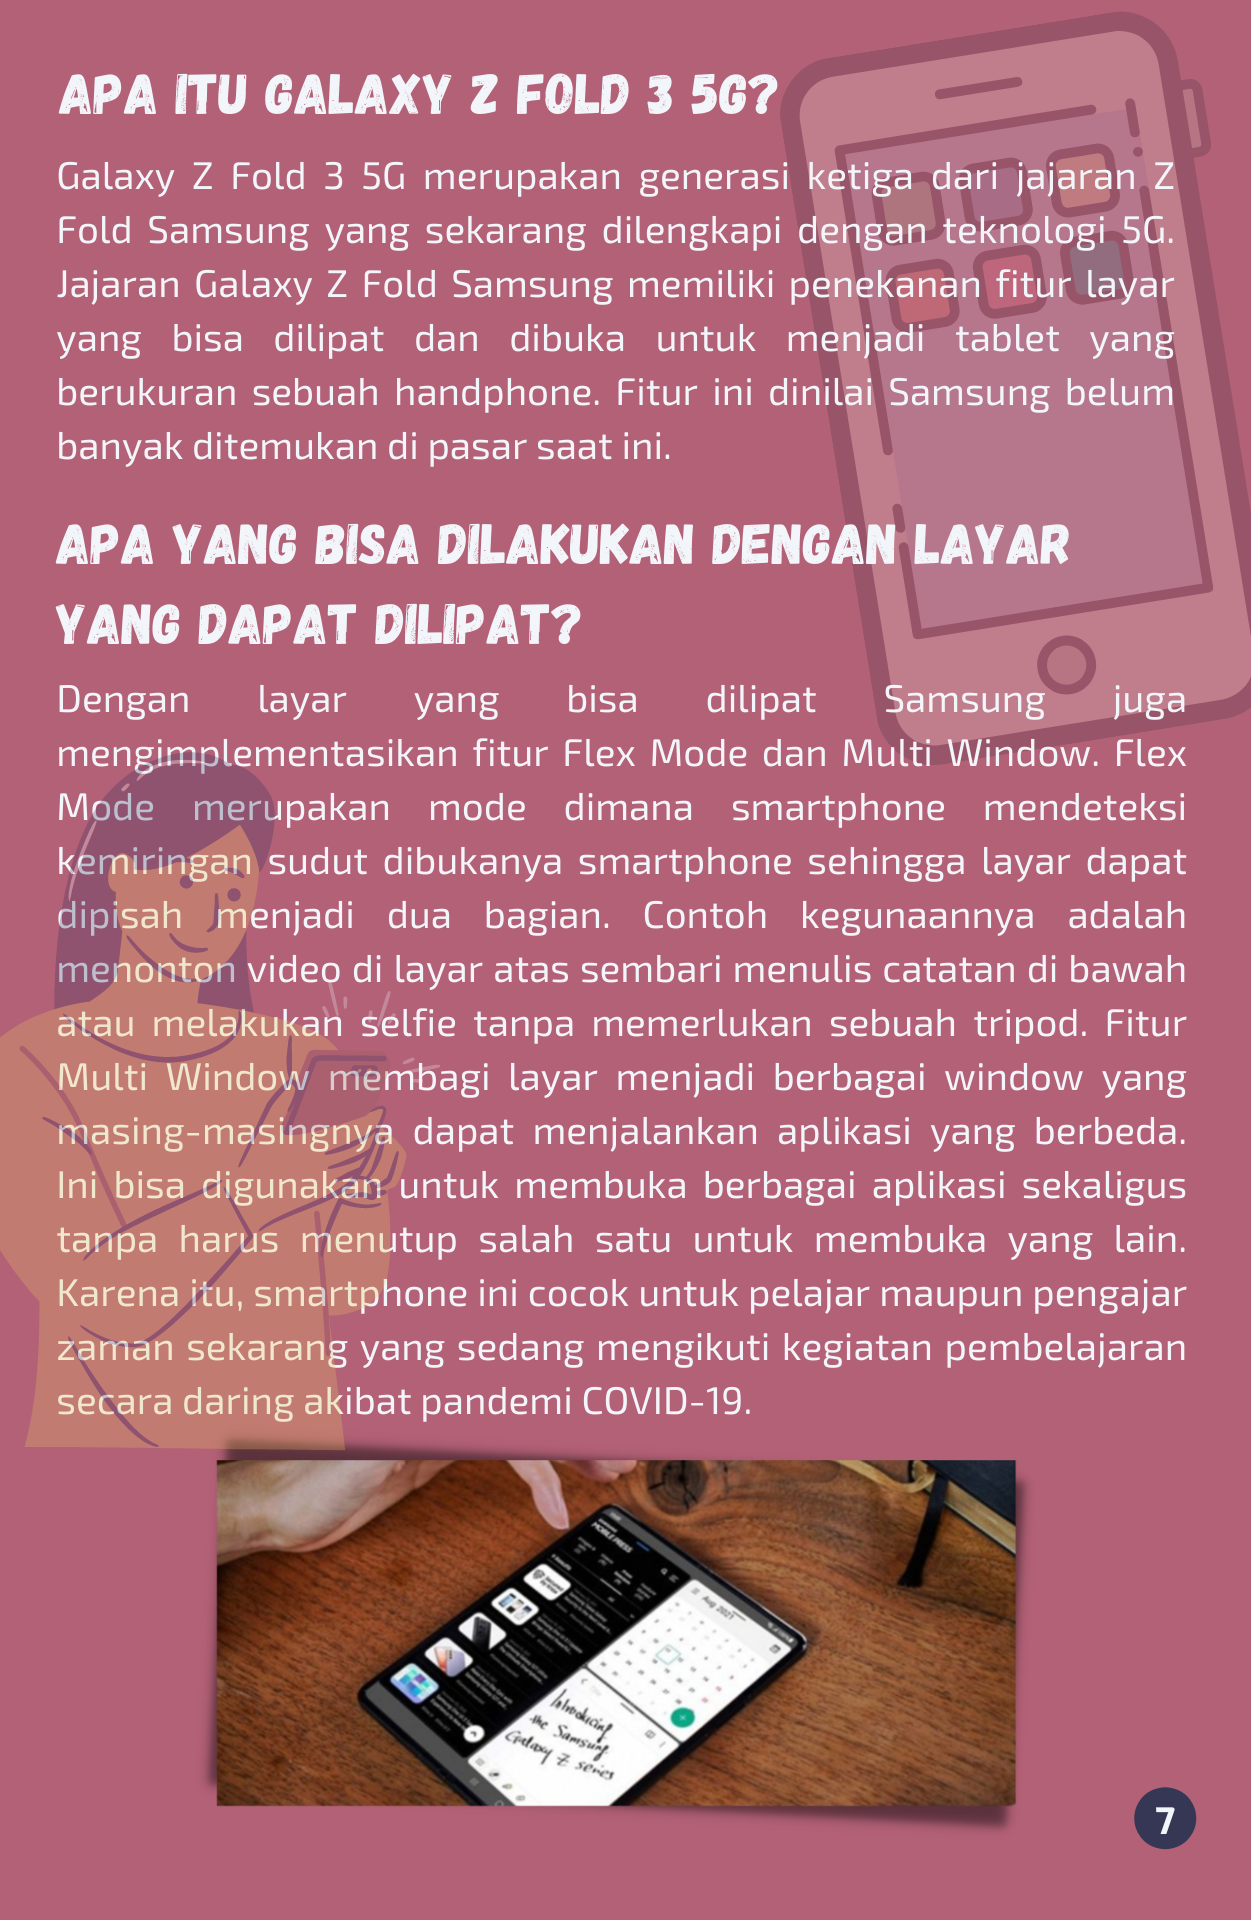 APA ITU GALAXY Z FOLD 3 5G?
Galaxy Z Fold 3 5G merupakan generasi ketiga dari jajaran Z
Fold Samsung yang sekarang dilengkapi dengan teknologi 5G.
Jajaran Galaxy Z Fold Samsung memiliki penekanan fitur layar
yang bisa dilipat dan dibuka untuk menjadi tablet yang
berukuran sebuah handphone. Fitur ini dinilai Samsung belum
banyak ditemukan di pasar saat ini.
APA YANG BISA DILAKUKAN DENGAN LAYAR
YANG DAPAT DILIPAT?
Dengan layar yang bisa dilipat Samsung juga
mengimplementasikan fitur Flex Mode dan Multi Window. Flex
Mode merupakan mode dimana smartphone mendeteksi
kemiringan sudut dibukanya smartphone sehingga layar dapat
dipisah menjadi dua bagian. Contoh kegunaannya adalah
menonton video di layar atas sembari menulis catatan di bawah
atau melakukan selfie tanpa memerlukan sebuah tripod. Fitur
Multi Window membagi layar menjadi berbagai window yang
masing-masingnya dapat menjalankan aplikasi yang berbeda.
Ini bisa digunakan untuk membuka berbagai aplikasi sekaligus
tanpa harus menutup salah satu untuk membuka yang lain.
Karena itu, smartphone ini cocok untuk pelajar maupun pengajar
zaman sekarang yang sedang mengikuti kegiatan pembelajaran
secara daring akibat pandemi COVID-19.
SAMSUNG
MOBILE PRESS
Aug 2021
Introducing
the Samsung
Galaxy Z series
7